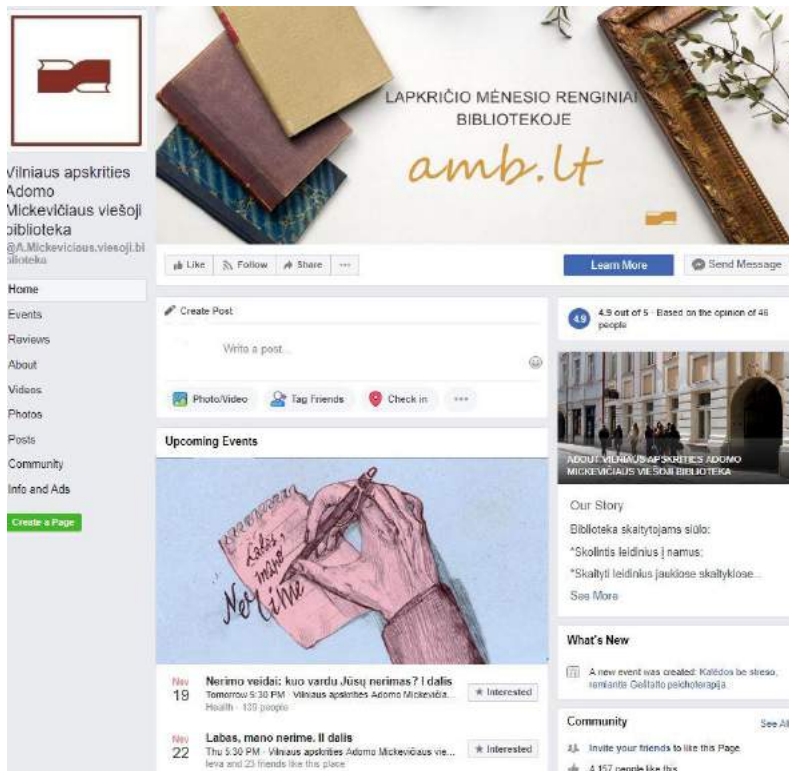 LAPKRIČIO MĖNESIO RENGINIAI
BIBLIOTEKOJE
amb.lt
Vilniaus apskrities
Adomo
Mickevičiaus viešoji
biblioteka
@A.Mickeviciaus.viesoji.bi
blioteka
Like
Follow
Share
Learn More
Send Message
Home
Events
Reviews
About
Videos
Photos
Posts
Community
Info and Ads
Create a Page
Create Post
Write a post...
Photo/Video
Tag Friends
Check in
Upcoming Events
Labas,
mano
Nerime
Nov
19
Nerimo veidai: kuo vardu Jūsų nerimas? I dalis
Tomorrow 5:30 PM · Vilniaus apskrities Adomo Mickevičia...
Health · 139 people
Interested
Nov
22
Labas, mano nerime. II dalis
Thu 5:30 PM · Vilniaus apskrities Adomo Mickevičiaus vie...
Ieva and 23 friends like this place
Interested
4.9
4.9 out of 5 · Based on the opinion of 46
people
ABOUT VILNIAUS APSKRITIES ADOMO
MICKEVIČIAUS VIEŠOJI BIBLIOTEKA
Our Story
Biblioteka skaitytojams siūlo:
*Skolintis leidinius į namus;
*Skaityti leidinius jaukiose skaityklose...
See More
What's New
A new event was created: Kalėdos be streso,
remiantis Geštalto psichoterapija.
Community
See All
Invite your friends to like this Page
4,157 people like this